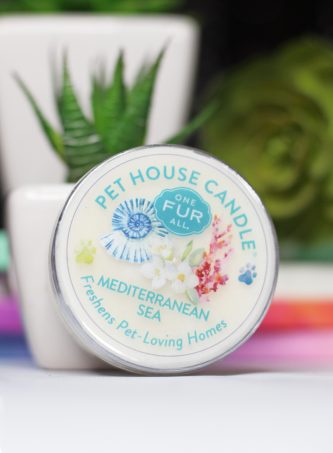 PET HOUSE CANDLE
ONE
FUR
ALL
MEDITERRANEAN
SEA
Freshens Pet-Loving Homes